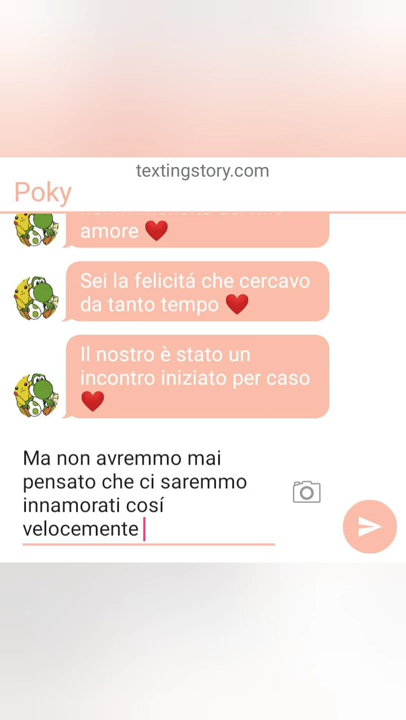 textingstory.com
Poky
amore ❤️
Sei la felicitá che cercavo
da tanto tempo ❤️
Il nostro è stato un
incontro iniziato per caso
❤️
Ma non avremmo mai
pensato che ci saremmo
innamorati cosí
velocemente